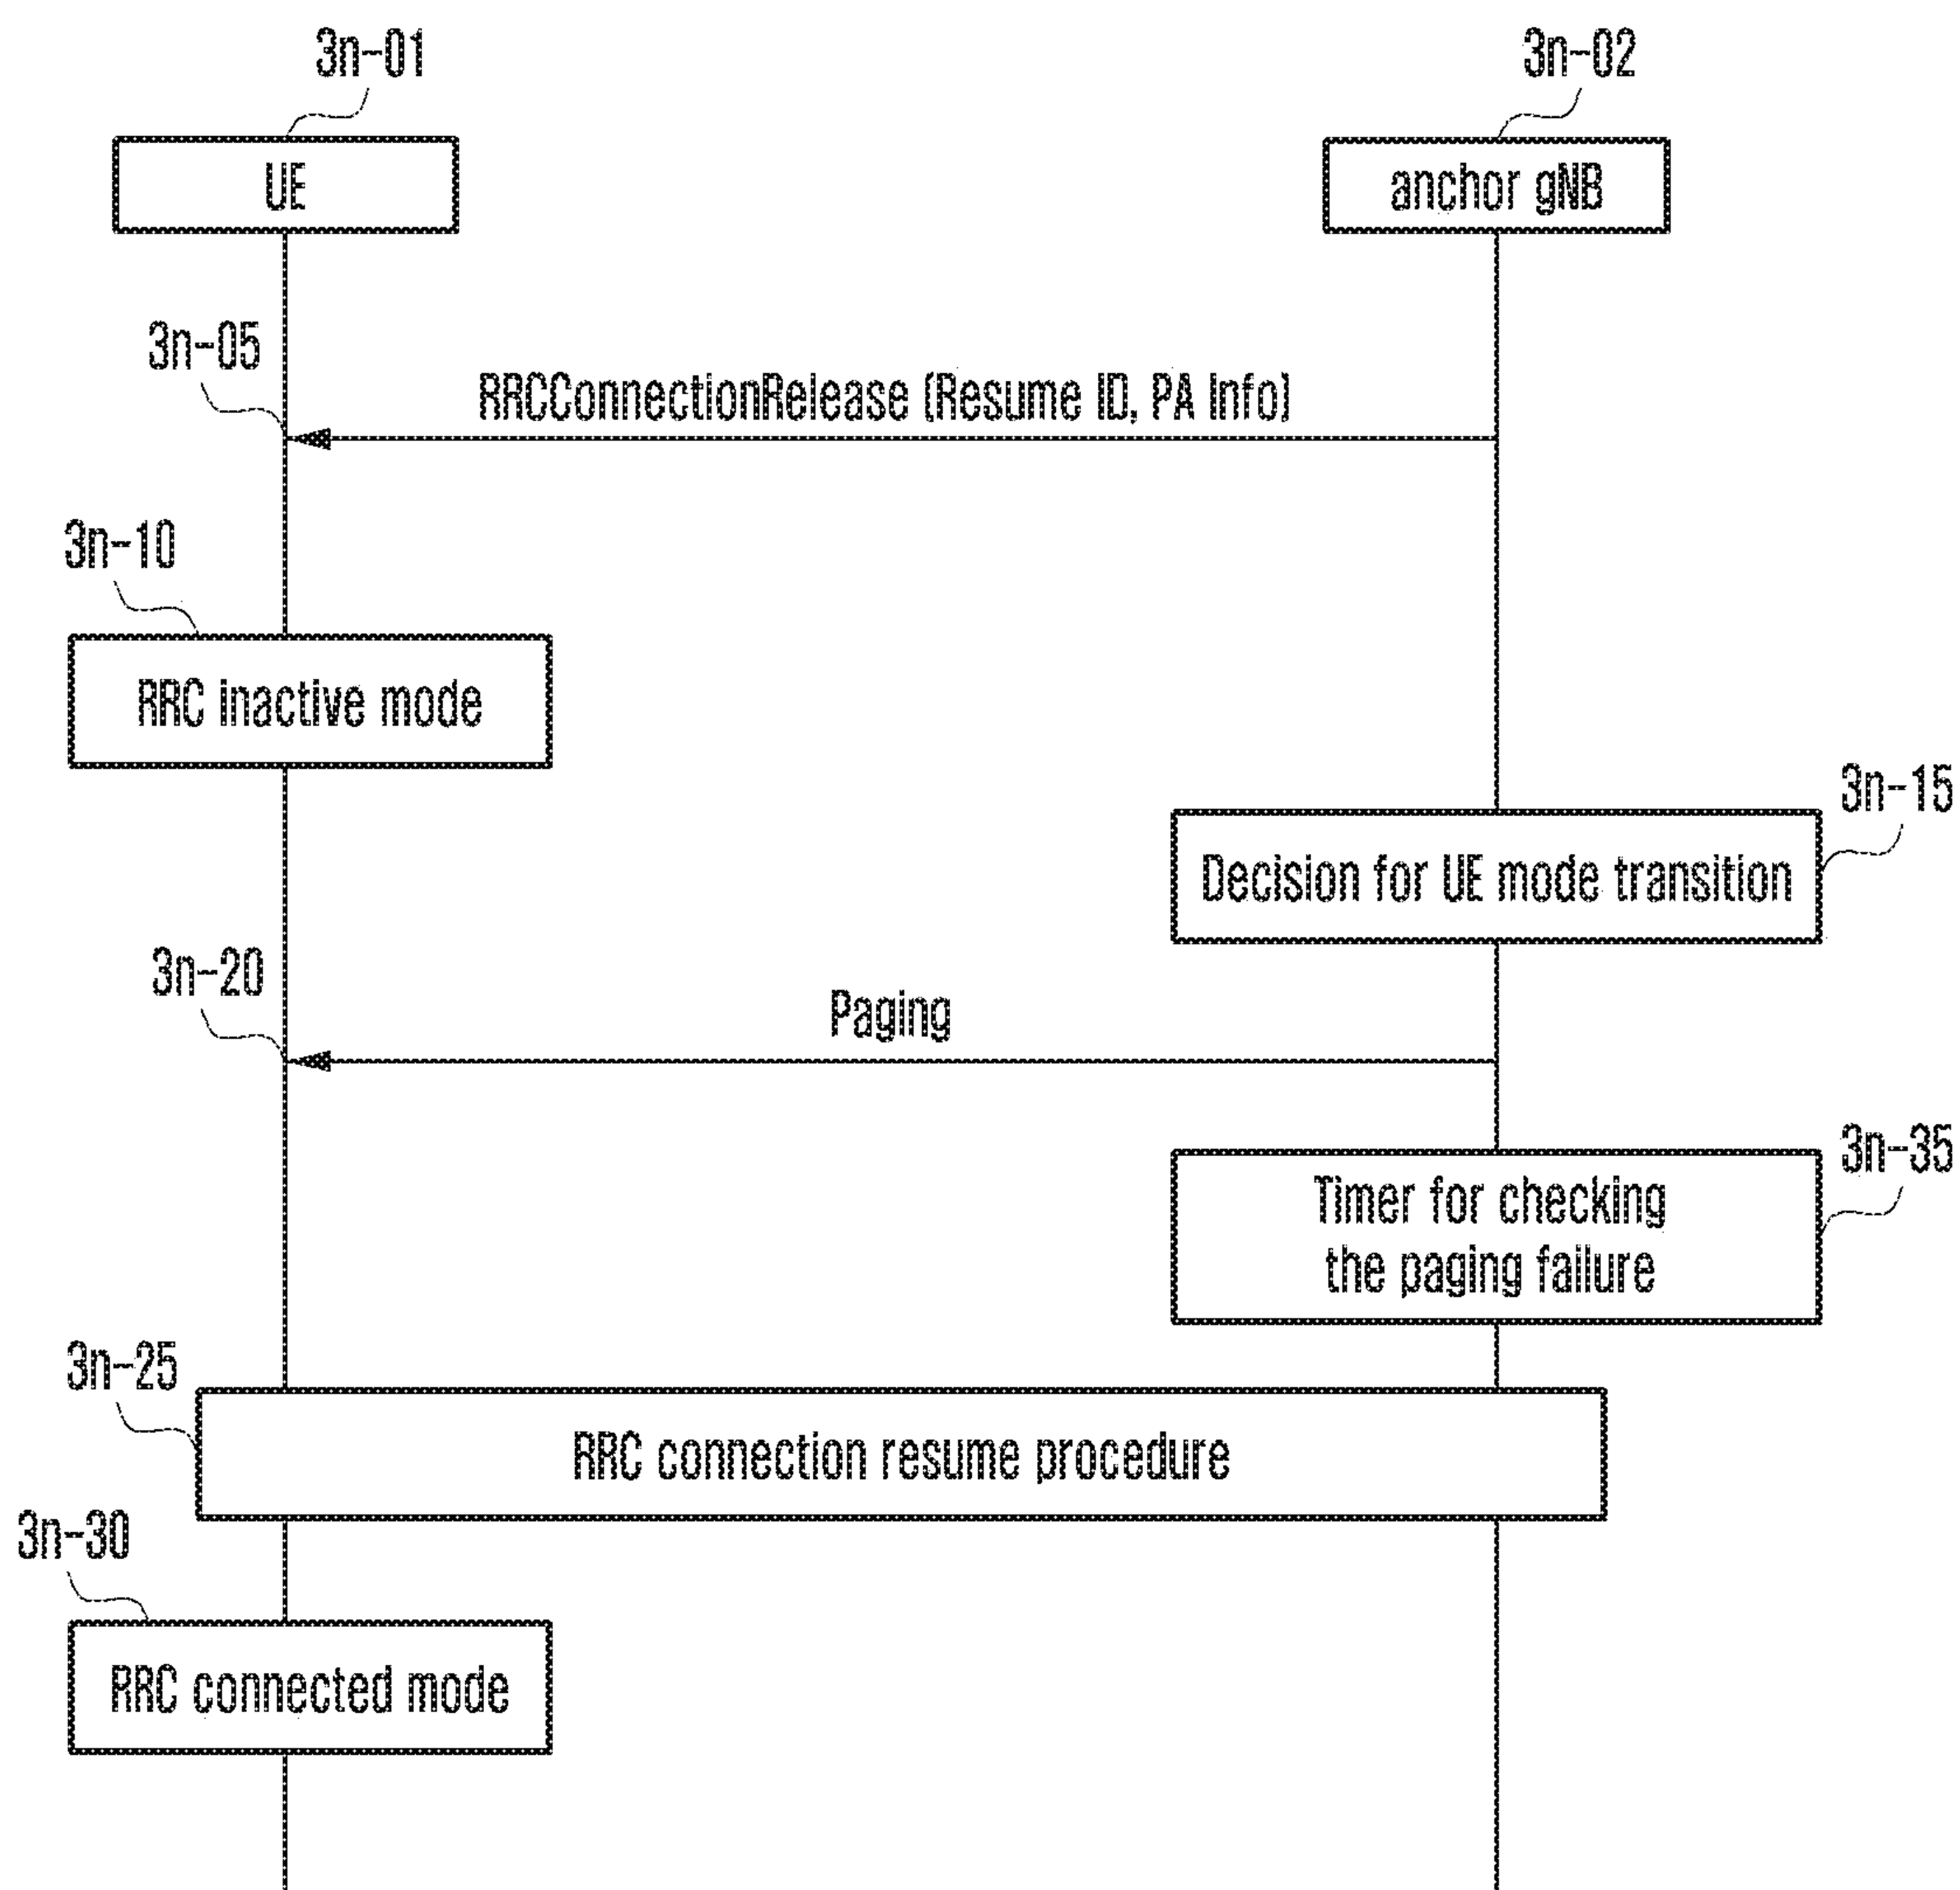 3n-01
3n-02
UE
anchor gNB
3n-05
RRCConnectionRelease (Resume ID, PA Info)
3n-10
RRC inactive mode
3n-15
Decision for UE mode transition
3n-20
Paging
3n-35
Timer for checking
the paging failure
3n-25
RRC connection resume procedure
3n-30
RRC connected mode